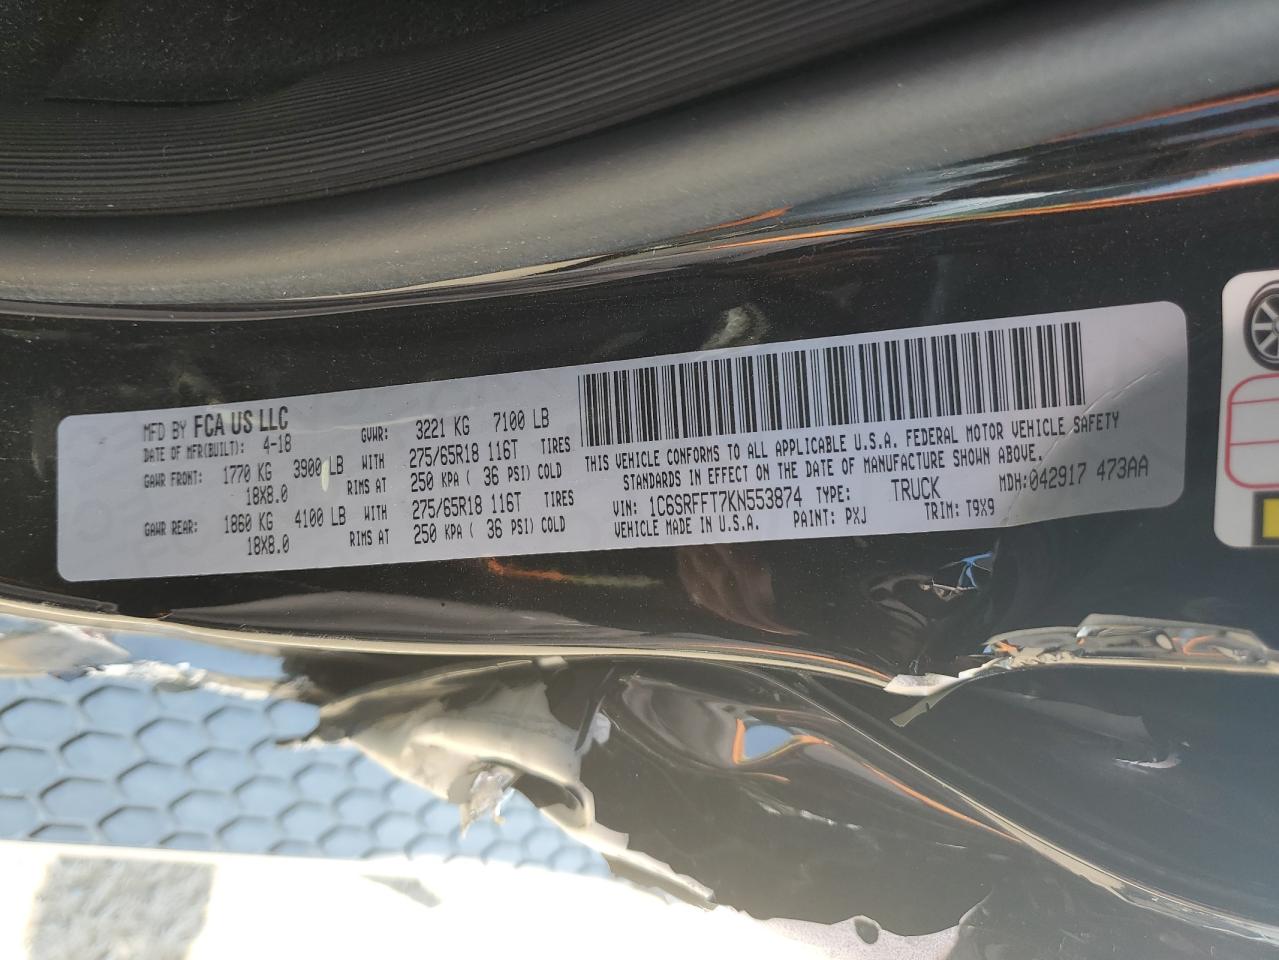 MFD BY FCA US LLC
DATE OF MFR(BUILT): 4-18 GVWR: 3221 KG 7100 LB
GAWR FRONT: 1770 KG 3900 LB WITH 275/65R18 116T TIRES
18X8.0 RIMS AT 250 KPA ( 36 PSI) COLD
GAWR REAR: 1860 KG 4100 LB WITH 275/65R18 116T TIRES
18X8.0 RIMS AT 250 KPA ( 36 PSI) COLD
THIS VEHICLE CONFORMS TO ALL APPLICABLE U.S.A. FEDERAL MOTOR VEHICLE SAFETY
STANDARDS IN EFFECT ON THE DATE OF MANUFACTURE SHOWN ABOVE.
MDH:042917 473AA
VIN: 1C6SRFFT7KN553874 TYPE: TRUCK
VEHICLE MADE IN U.S.A. PAINT: PXJ TRIM: T9X9